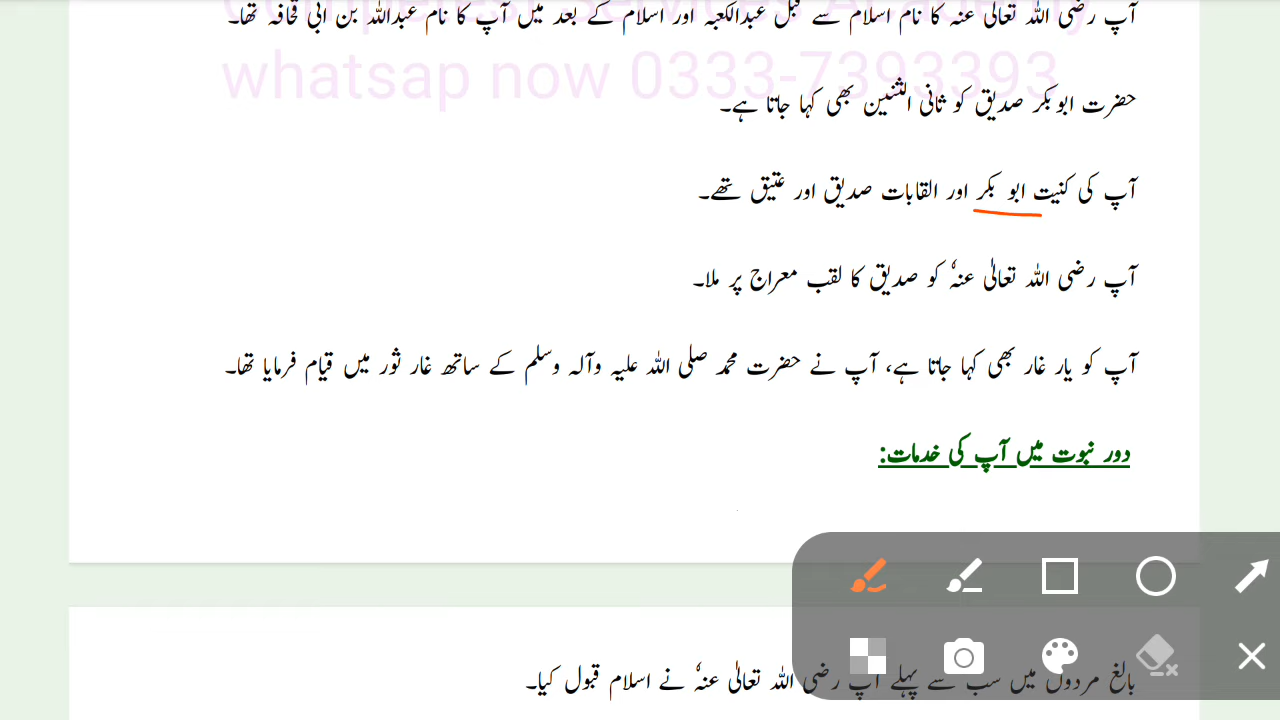 آپ رضی اللہ تعالیٰ عنہ کا نام اسلام سے قبل عبدالکعبہ اور اسلام کے بعد میں آپ کا نام عبداللہ بن ابی قحافہ تھا۔
whatsap now 0333-7393393
حضرت ابوبکر صدیق کو ثانی الثنین بھی کہا جاتا ہے۔
آپ کی کنیت ابو بکر اور القابات صدیق اور عتیق تھے۔
آپ رضی اللہ تعالیٰ عنہٗ کو صدیق کا لقب معراج پر ملا۔
آپ کو یار غار بھی کہا جاتا ہے، آپ نے حضرت محمد صلی اللہ علیہ وآلہ وسلم کے ساتھ غار ثور میں قیام فرمایا تھا۔
دور نبوت میں آپ کی خدمات:
بالغ مردوں میں سب سے پہلے آپ رضی اللہ تعالیٰ عنہٗ نے اسلام قبول کیا۔